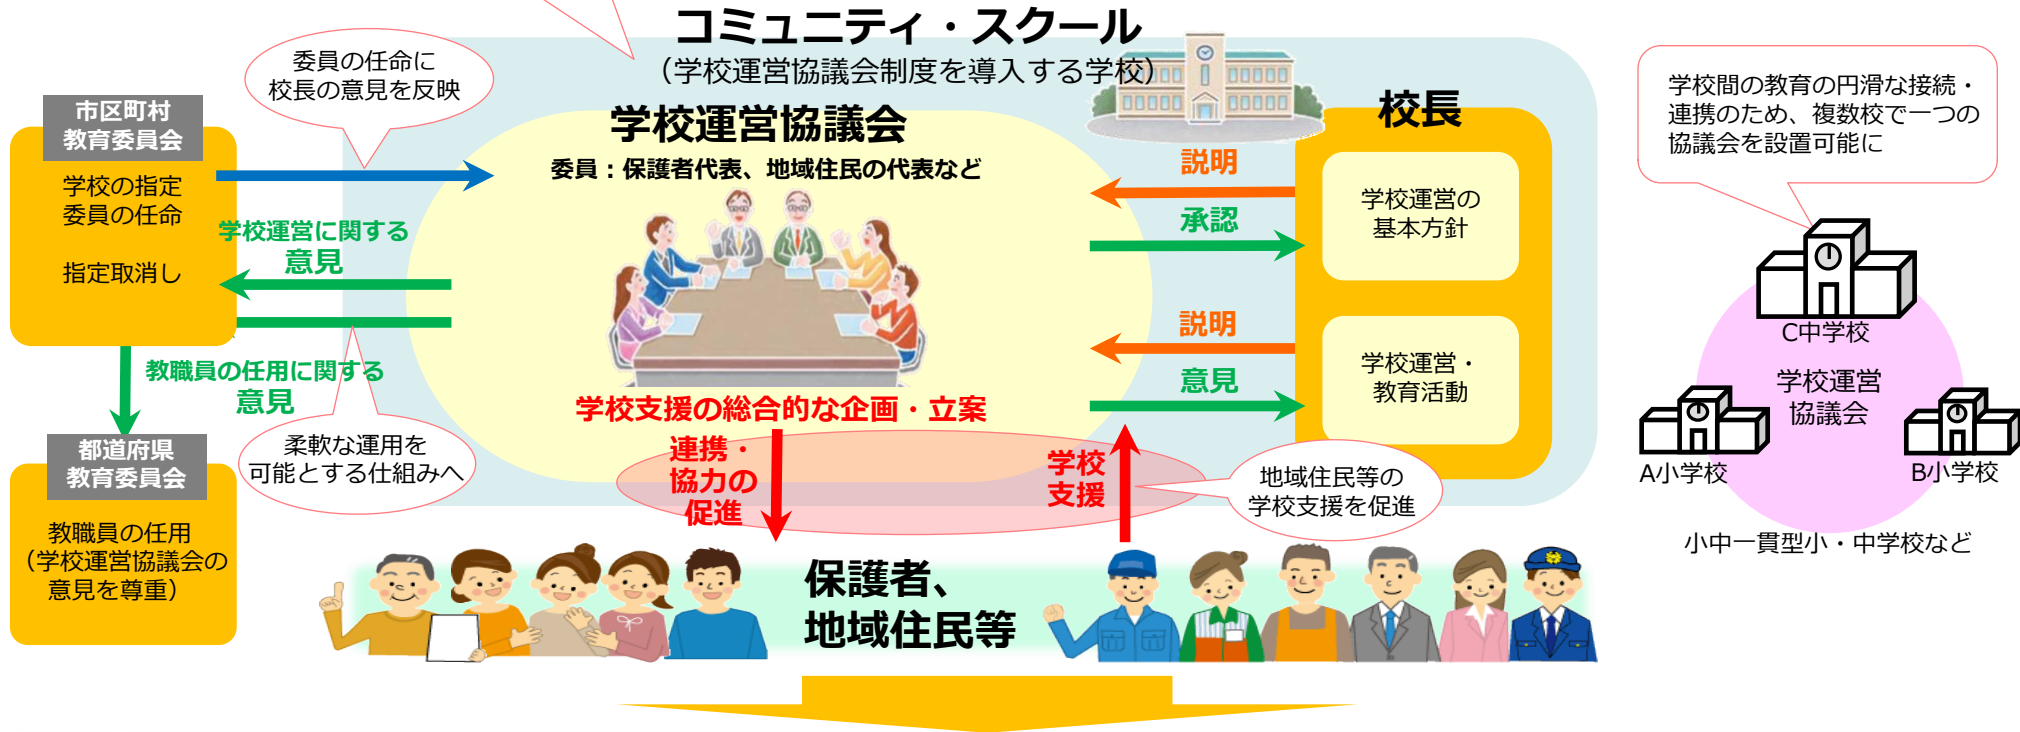 コミュニティ・スクール
（学校運営協議会制度を導入する学校）
委員の任命に
校長の意見を反映
市区町村
教育委員会
学校の指定
委員の任命
指定取消し
学校運営に関する
意見
教職員の任用に関する
意見
柔軟な運用を
可能とする仕組みへ
都道府県
教育委員会
教職員の任用
（学校運営協議会の
意見を尊重）
学校運営協議会
委員：保護者代表、地域住民の代表など
学校支援の総合的な企画・立案
連携・
協力の
促進
学校
支援
地域住民等の
学校支援を促進
説明
承認
説明
意見
校長
学校運営の
基本方針
学校運営・
教育活動
保護者、
地域住民等
学校間の教育の円滑な接続・
連携のため、複数校で一つの
協議会を設置可能に
C中学校
学校運営
協議会
A小学校
B小学校
小中一貫型小・中学校など